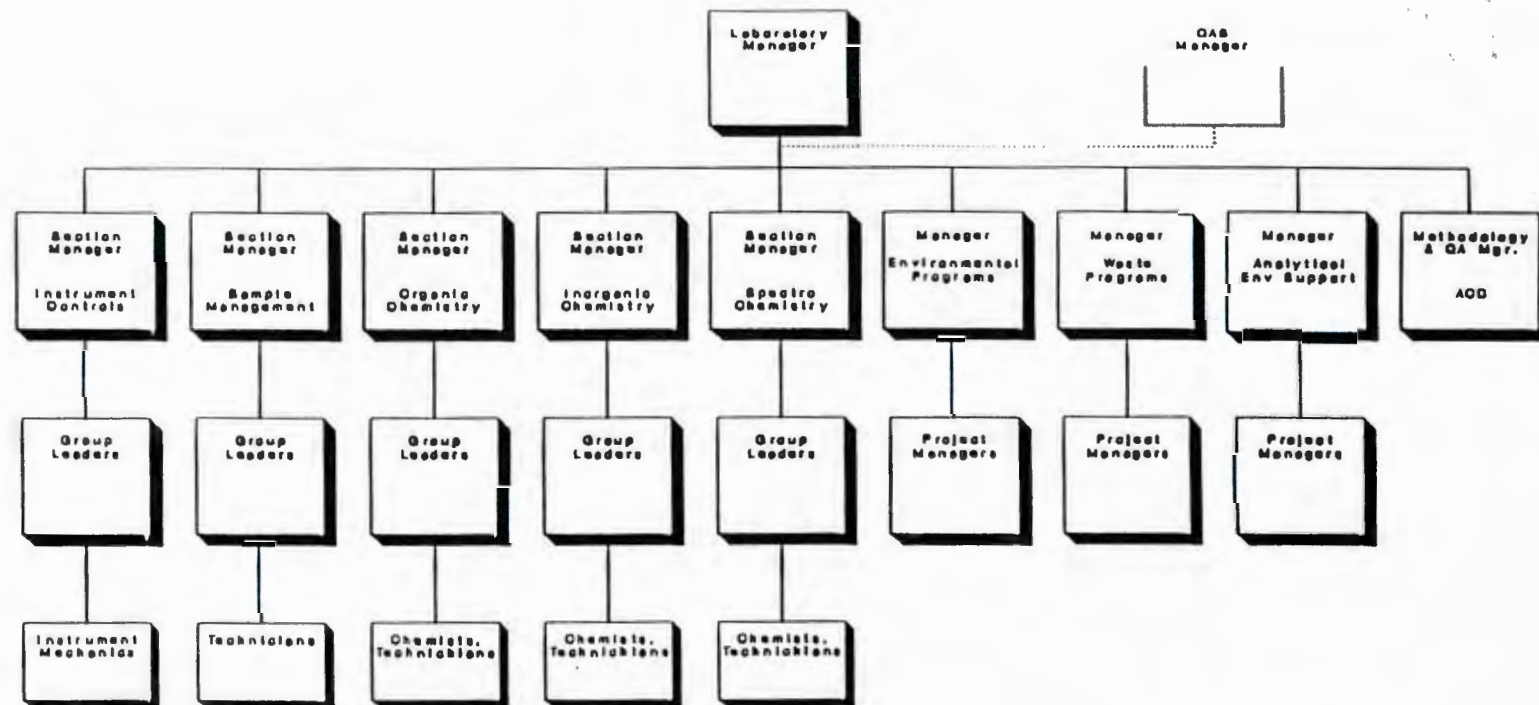 Laboratory
Manager
QAS
Manager
Section
Manager
Instrument
Controls
Section
Manager
Sample
Management
Section
Manager
Organic
Chemistry
Section
Manager
Inorganic
Chemistry
Section
Manager
Spectro
Chemistry
Manager
Environmental
Programs
Manager
Waste
Programs
Manager
Analytical
Env Support
Methodology
& QA Mgr.
Group
Leaders
Group
Leaders
Group
Leaders
Group
Leaders
Group
Leaders
Project
Managers
Project
Managers
Project
Managers
Instrument
Mechanics
Technicians
Chemists,
Technichians
Chemists,
Technichians
Chemists,
Technichians